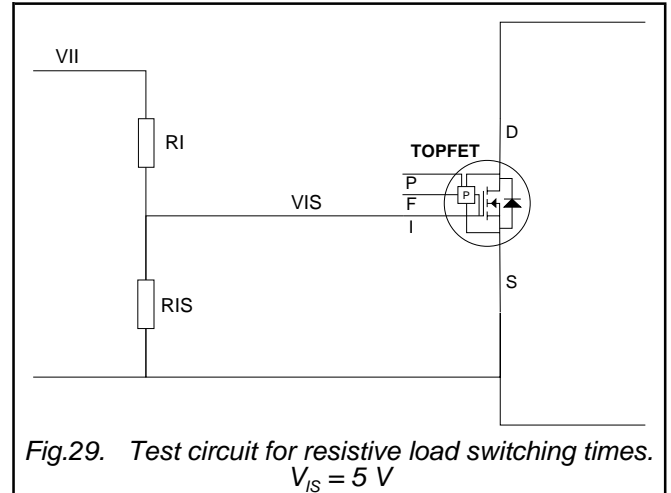 VII
RI
D
TOPFET
P
P
F
VIS
I
S
RIS
Fig.29. Test circuit for resistive load switching times.
VIS = 5 V